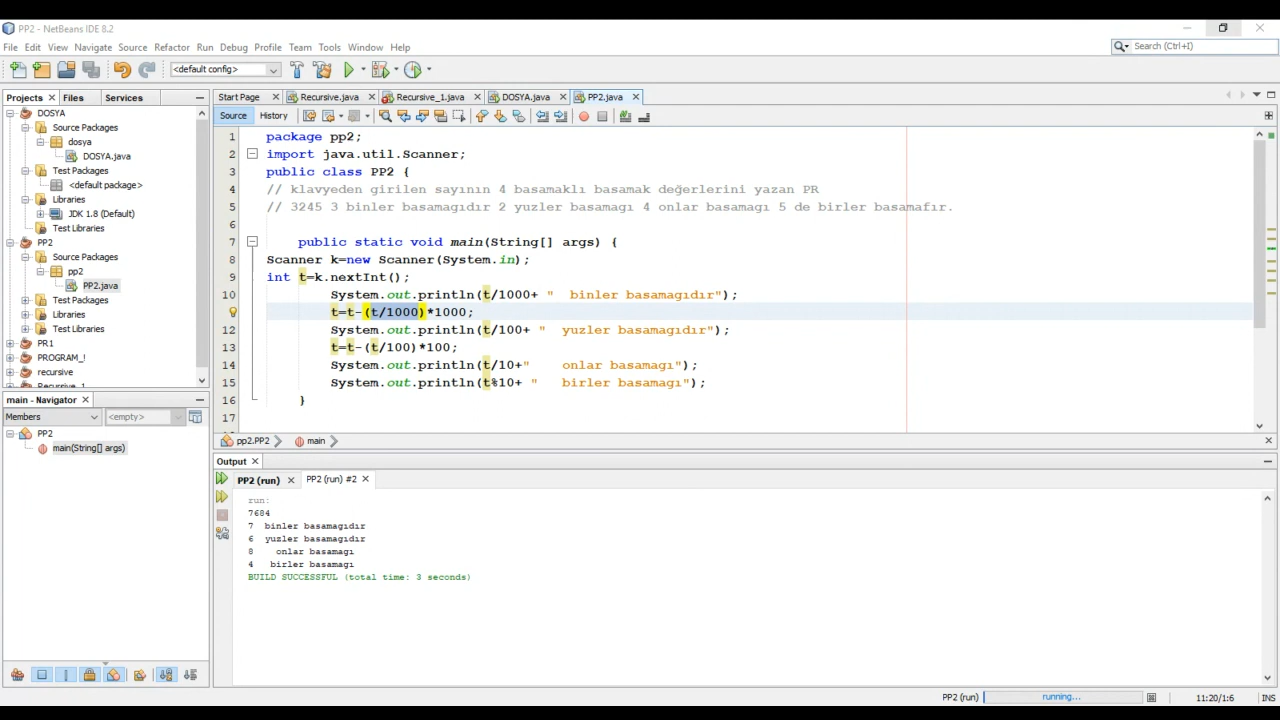 PP2 - NetBeans IDE 8.2
File Edit View Navigate Source Refactor Run Debug Profile Team Tools Window Help
Search (Ctrl+I)
<default config>
Projects Files Services
DOSYA
Source Packages
dosya
DOSYA.java
Test Packages
<default package>
Libraries
JDK 1.8 (Default)
Test Libraries
PP2
Source Packages
pp2
PP2.java
Test Packages
Libraries
Test Libraries
PR1
PROGRAM_!
recursive
Recursive_1
main - Navigator
Members <empty>
PP2
main(String[] args)
Start Page Recursive.java Recursive_1.java DOSYA.java PP2.java
Source History
1 package pp2;
2 import java.util.Scanner;
3 public class PP2 {
4 // klavyeden girilen sayının 4 basamaklı basamak değerlerini yazan PR
5 // 3245 3 binler basamagıdır 2 yuzler basamagı 4 onlar basamagı 5 de birler basamafır.
6
7 public static void main(String[] args) {
8 Scanner k=new Scanner(System.in);
9 int t=k.nextInt();
10 System.out.println(t/1000+ "  binler basamagıdır");
11 t=t-(t/1000)*1000;
12 System.out.println(t/100+ "  yuzler basamagıdır");
13 t=t-(t/100)*100;
14 System.out.println(t/10+"    onlar basamagı");
15 System.out.println(t%10+ "   birler basamagı");
16 }
17
pp2.PP2 main
Output
PP2 (run) PP2 (run) #2
run:
7684
7  binler basamagıdır
6  yuzler basamagıdır
8    onlar basamagı
4   birler basamagı
BUILD SUCCESSFUL (total time: 3 seconds)
PP2 (run) running... 11:20/1:6 INS